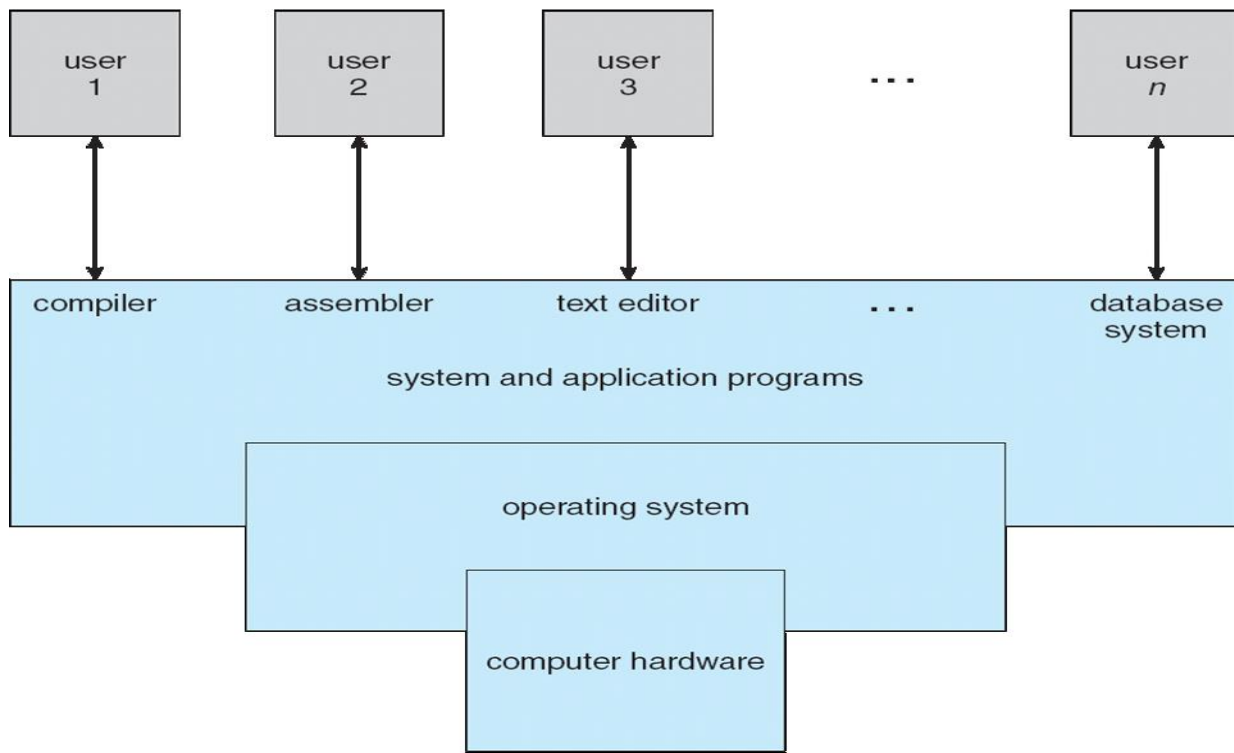 user
1
user
2
user
3
...
user
n
compiler
assembler
text editor
...
database
system
system and application programs
operating system
computer hardware